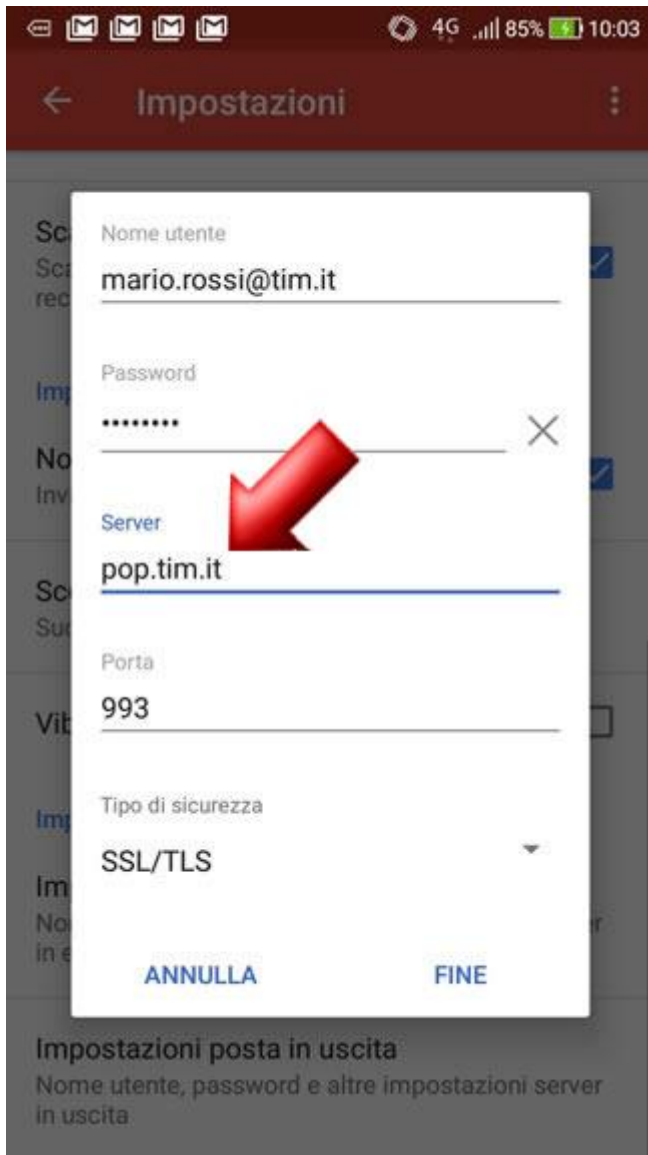 4G 85% 10:03
Impostazioni
Nome utente
mario.rossi@tim.it
Password
••••••••
Server
pop.tim.it
Porta
993
Tipo di sicurezza
SSL/TLS
ANNULLA FINE
Impostazioni posta in uscita
Nome utente, password e altre impostazioni server
in uscita